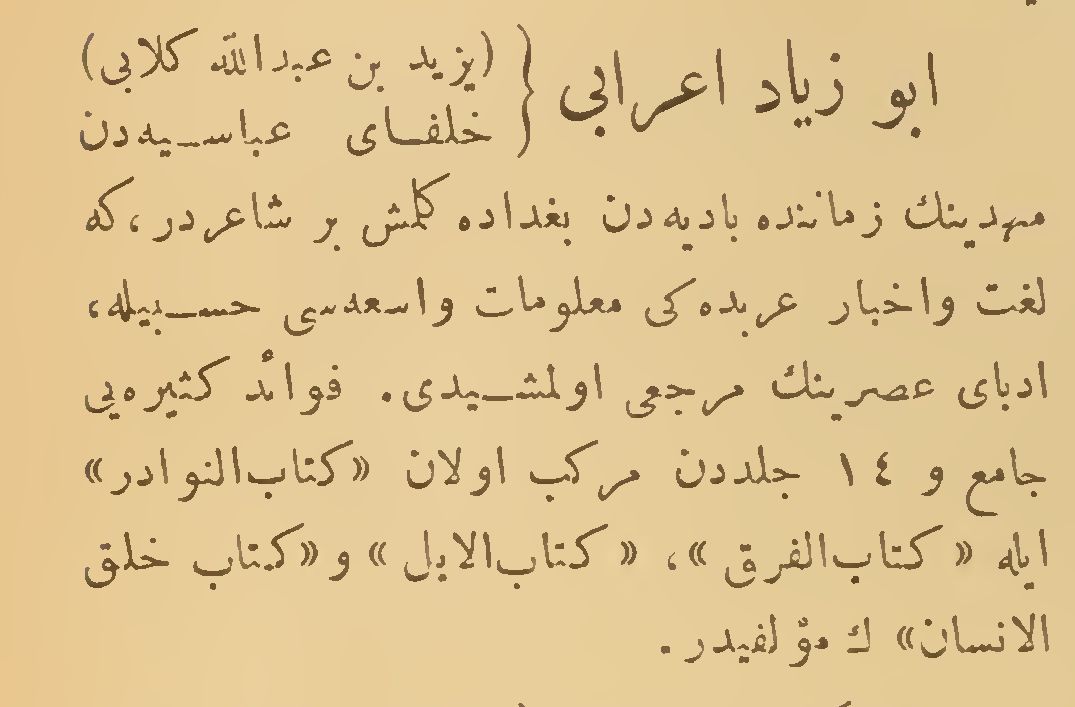 ابو زیاد اعرابی { (یزید بن عبدالله کلابی)
خلفای عباسیه‌دن
مهدینك زماننده بادیه‌دن بغداده کلمش بر شاعردر، که
لغت واخبار عربده‌کی معلومات واسعه‌سی حسبیله،
ادبای عصرینك مرجعی اولمشیدی. فوائد کثیره‌یی
جامع و ١٤ جلددن مرکب اولان «کتاب‌النوادر»
ایله «کتاب‌الفرق»، «کتاب‌الابل» و«کتاب خلق
الانسان» ك مؤلفیدر.